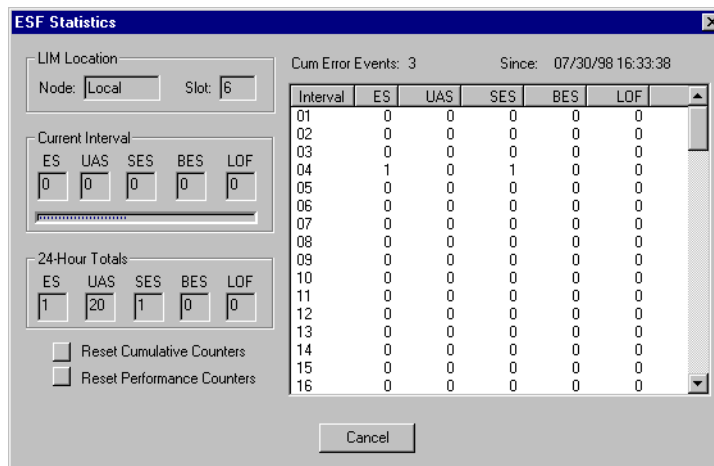 ESF Statistics
LIM Location
Node: Local Slot: 6
Current Interval
ES UAS SES BES LOF
0 0 0 0 0
24-Hour Totals
ES UAS SES BES LOF
1 20 1 0 0
Reset Cumulative Counters
Reset Performance Counters
Cum Error Events: 3 Since: 07/30/98 16:33:38
Interval ES UAS SES BES LOF
01 0 0 0 0 0
02 0 0 0 0 0
03 0 0 0 0 0
04 1 0 1 0 0
05 0 0 0 0 0
06 0 0 0 0 0
07 0 0 0 0 0
08 0 0 0 0 0
09 0 0 0 0 0
10 0 0 0 0 0
11 0 0 0 0 0
12 0 0 0 0 0
13 0 0 0 0 0
14 0 0 0 0 0
15 0 0 0 0 0
16 0 0 0 0 0
Cancel